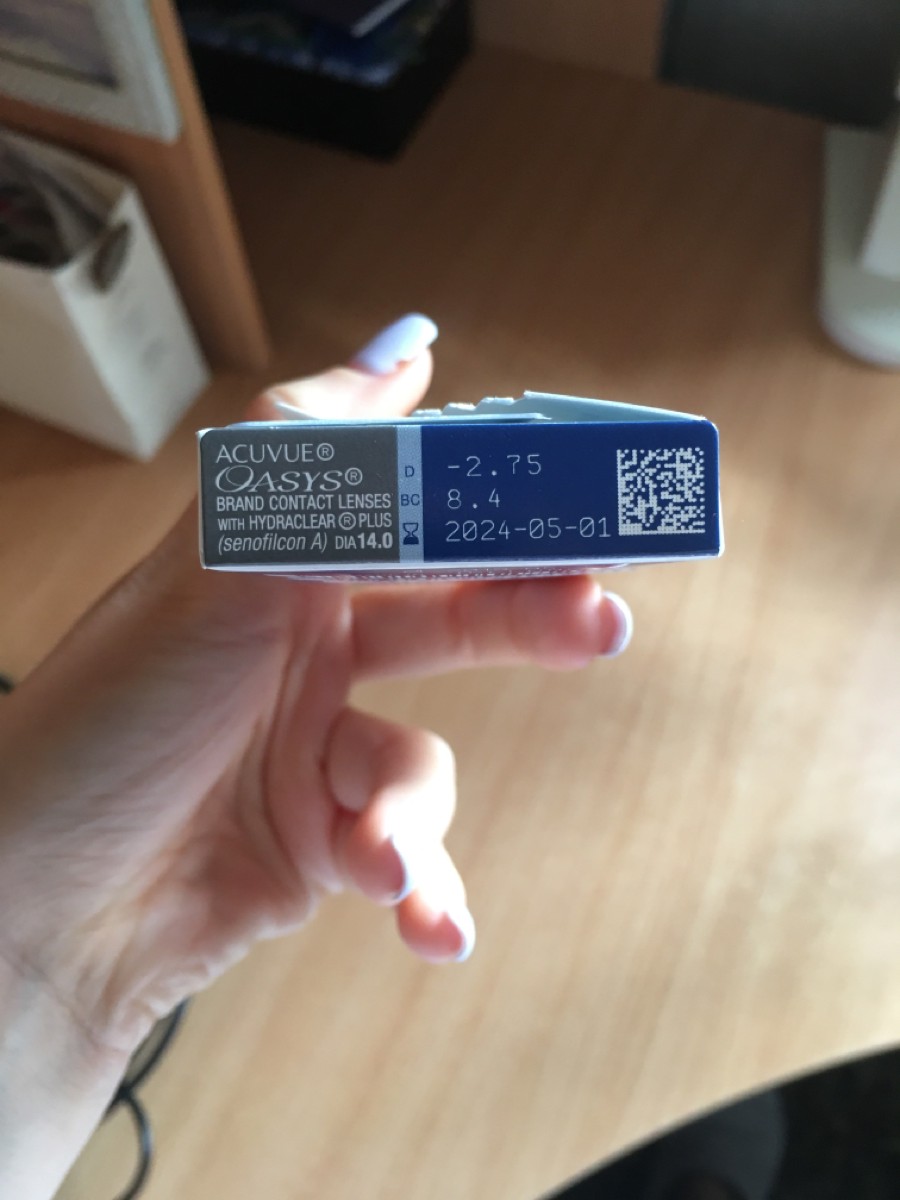 ACUVUE®
OASYS®
BRAND CONTACT LENSES
WITH HYDRACLEAR ® PLUS
(senofilcon A) DIA14.0
D -2.75
BC 8.4
2024-05-01